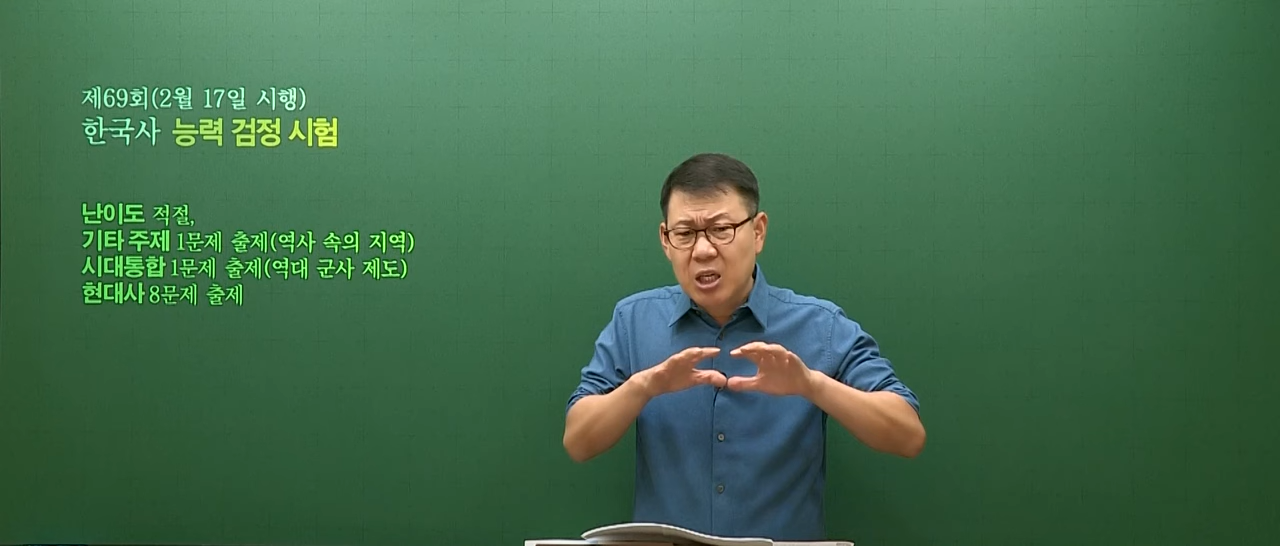 제69회(2월 17일 시행)
한국사 능력 검정 시험
난이도 적절,
기타 주제 1문제 출제(역사 속의 지역)
시대통합 1문제 출제(역대 군사 제도)
현대사 8문제 출제